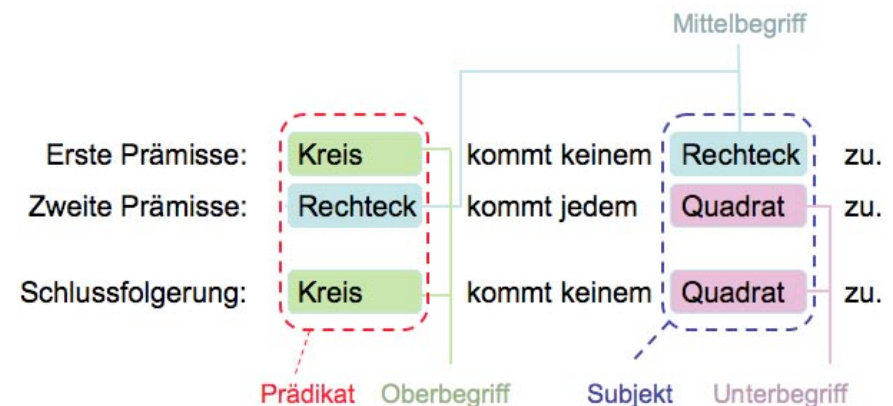 Mittelbegriff
Erste Prämisse: Kreis kommt keinem Rechteck zu.
Zweite Prämisse: Rechteck kommt jedem Quadrat zu.
Schlussfolgerung: Kreis kommt keinem Quadrat zu.
Prädikat Oberbegriff Subjekt Unterbegriff